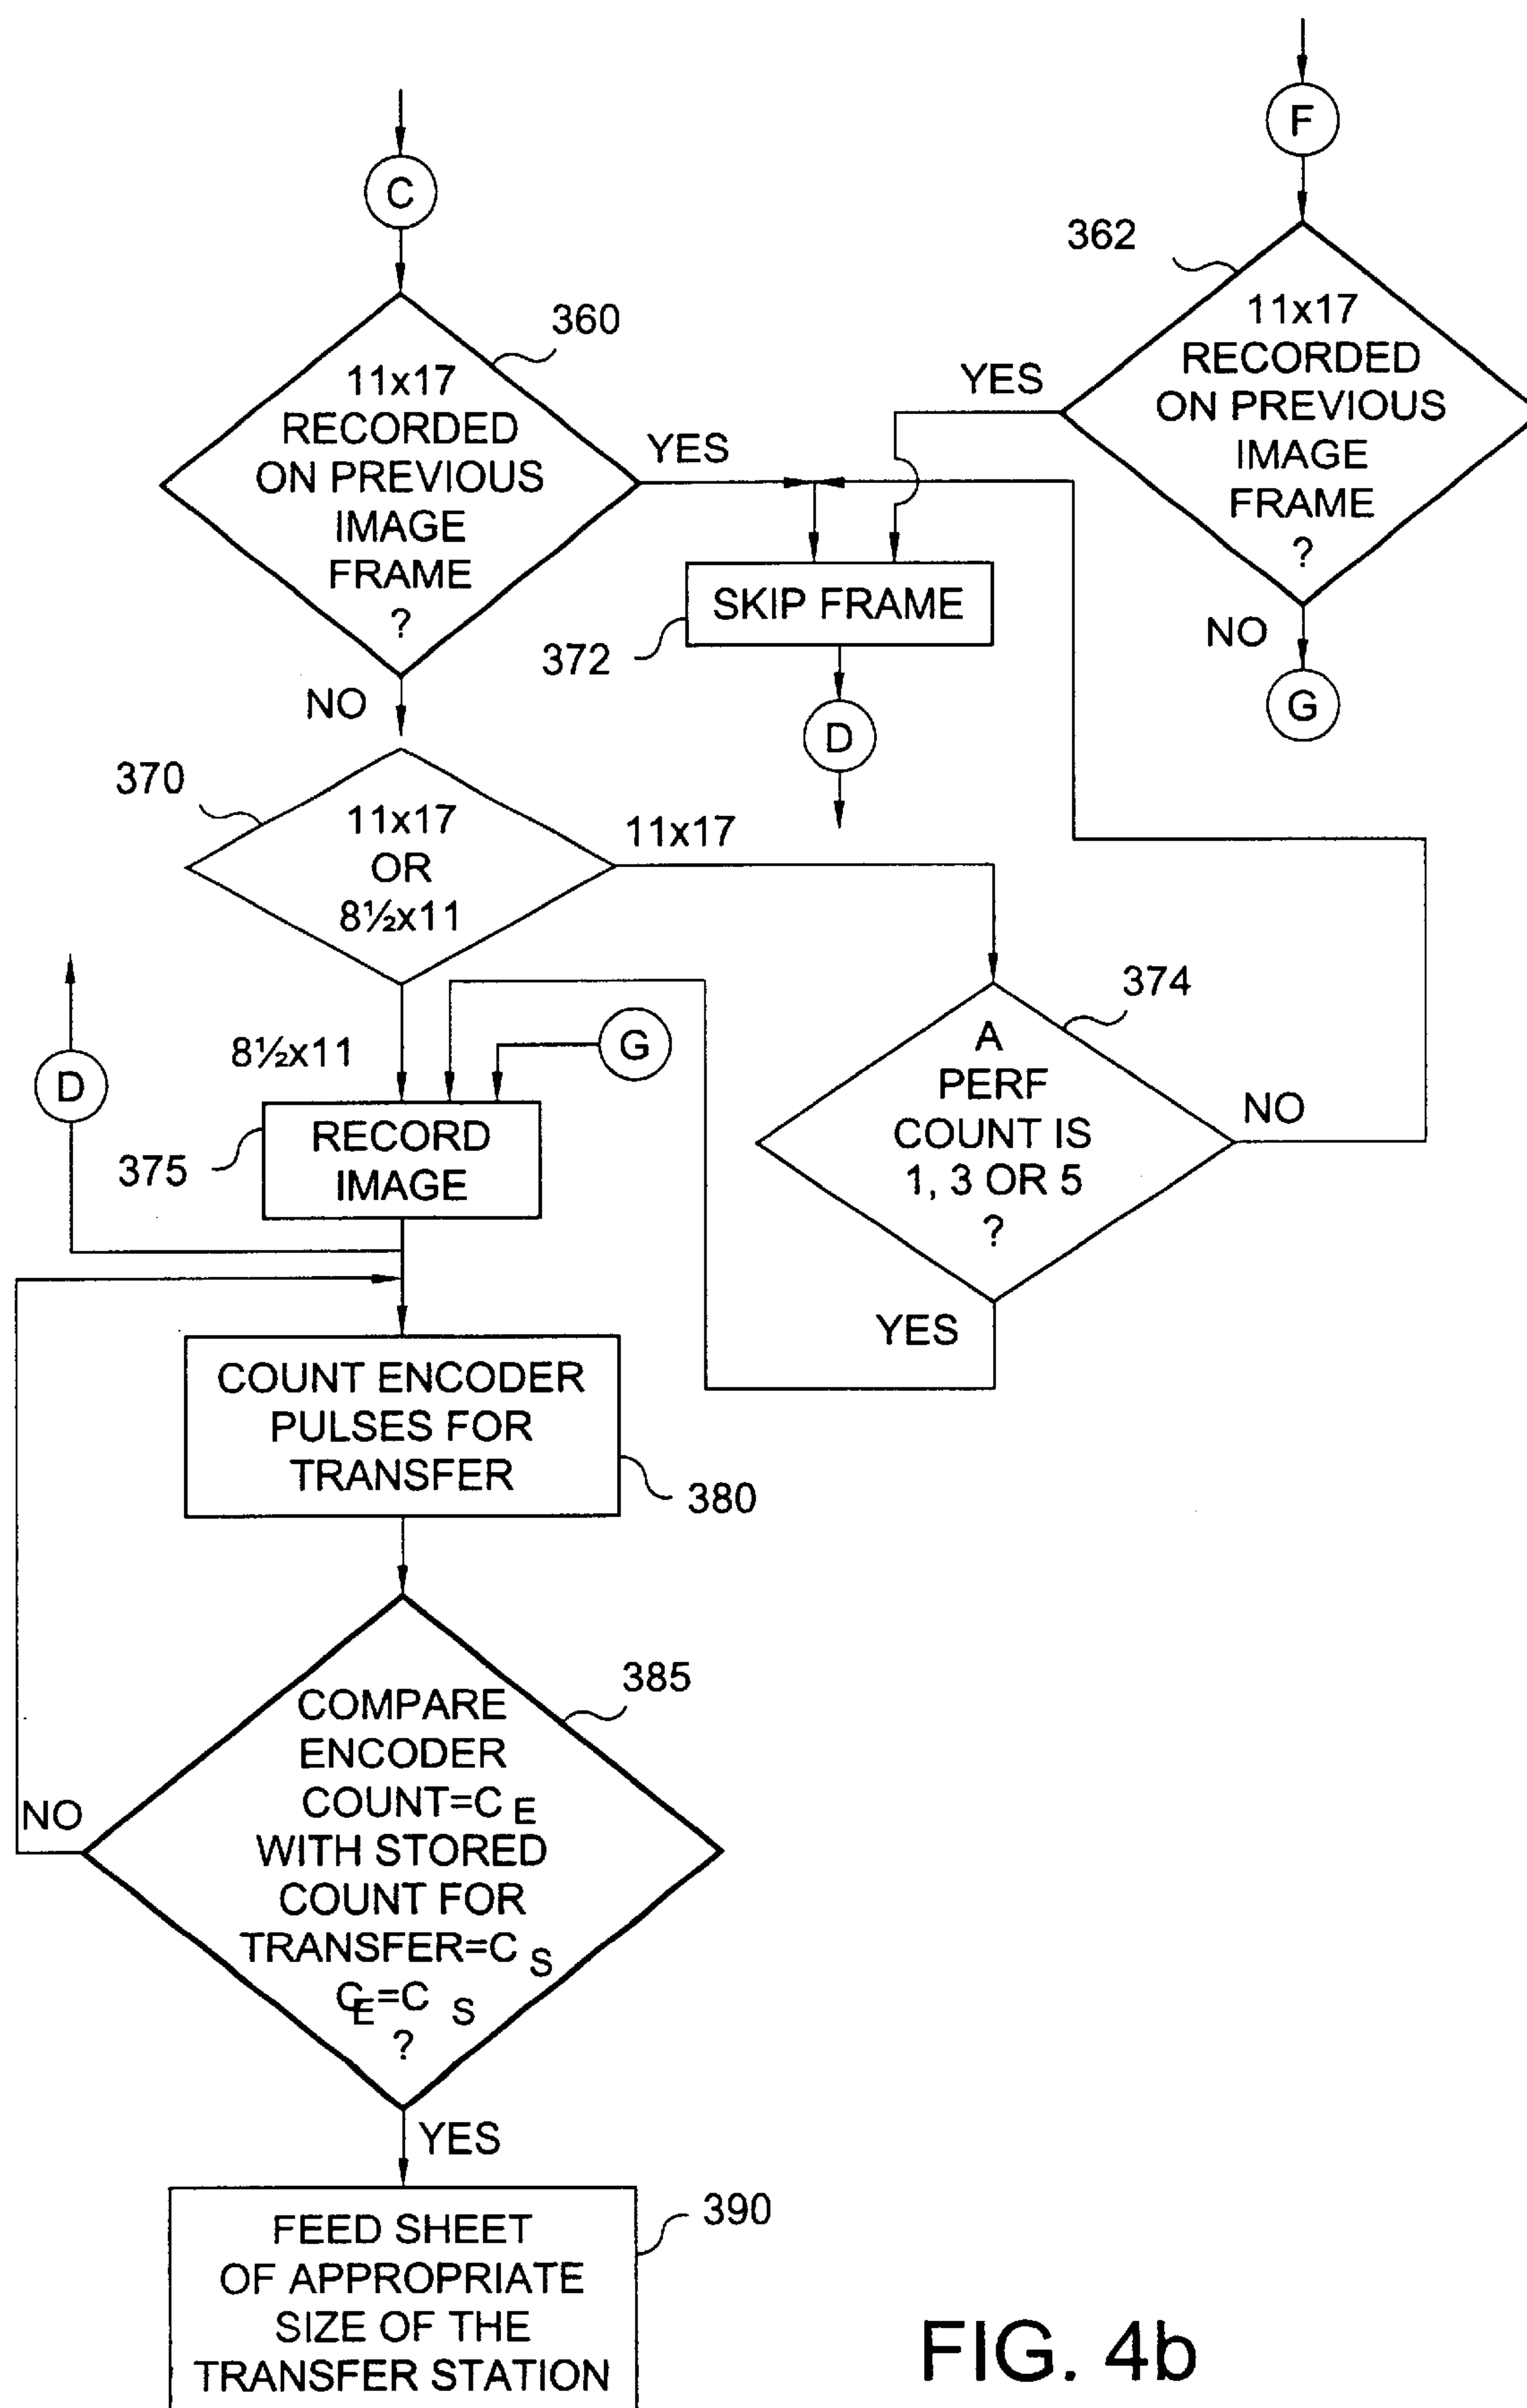 C
360
11x17
RECORDED
ON PREVIOUS
IMAGE
FRAME
?
YES
NO
F
362
11x17
RECORDED
ON PREVIOUS
IMAGE
FRAME
?
YES
NO
G
SKIP FRAME
372
D
370
11x17
OR
8½x11
11x17
8½x11
D
G
374
A
PERF
COUNT IS
1, 3 OR 5
?
NO
YES
RECORD
IMAGE
375
COUNT ENCODER
PULSES FOR
TRANSFER
380
385
COMPARE
ENCODER
COUNT=C E
WITH STORED
COUNT FOR
TRANSFER=C S
CE=C S
?
NO
YES
390
FEED SHEET
OF APPROPRIATE
SIZE OF THE
TRANSFER STATION
FIG. 4b